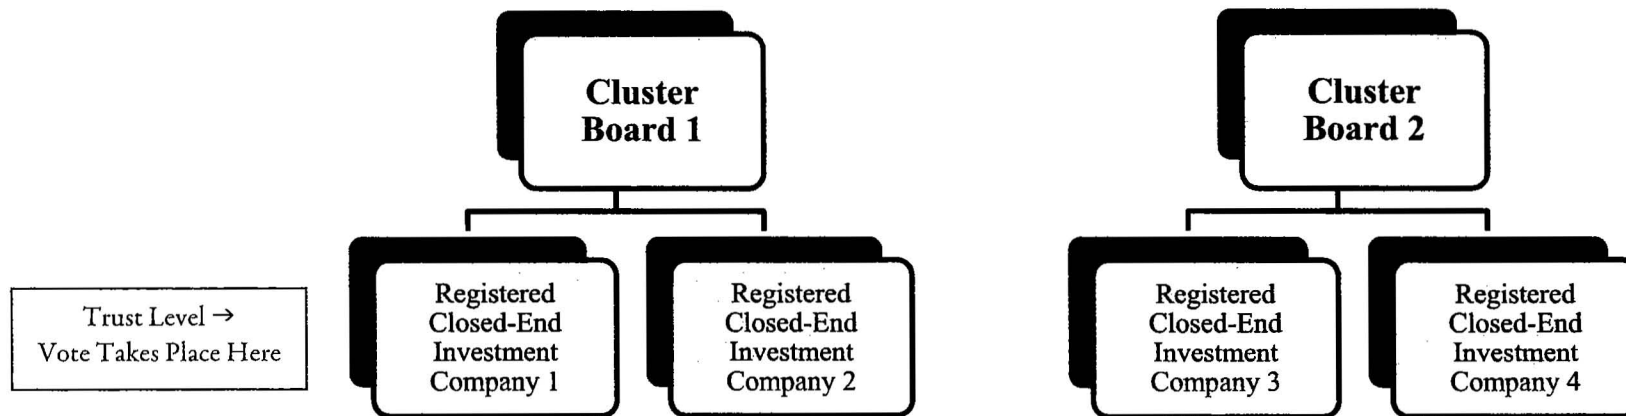 Cluster
Board 1
Cluster
Board 2
Trust Level →
Vote Takes Place Here
Registered
Closed-End
Investment
Company 1
Registered
Closed-End
Investment
Company 2
Registered
Closed-End
Investment
Company 3
Registered
Closed-End
Investment
Company 4